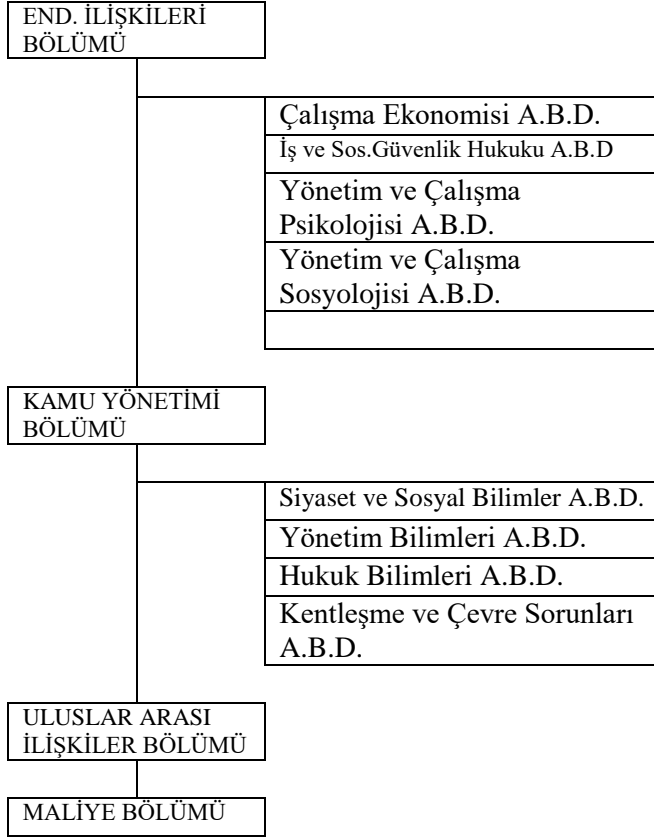 END. İLİŞKİLERİ
BÖLÜMÜ
Çalışma Ekonomisi A.B.D.
İş ve Sos.Güvenlik Hukuku A.B.D
Yönetim ve Çalışma
Psikolojisi A.B.D.
Yönetim ve Çalışma
Sosyolojisi A.B.D.
KAMU YÖNETİMİ
BÖLÜMÜ
Siyaset ve Sosyal Bilimler A.B.D.
Yönetim Bilimleri A.B.D.
Hukuk Bilimleri A.B.D.
Kentleşme ve Çevre Sorunları
A.B.D.
ULUSLAR ARASI
İLİŞKİLER BÖLÜMÜ
MALİYE BÖLÜMÜ